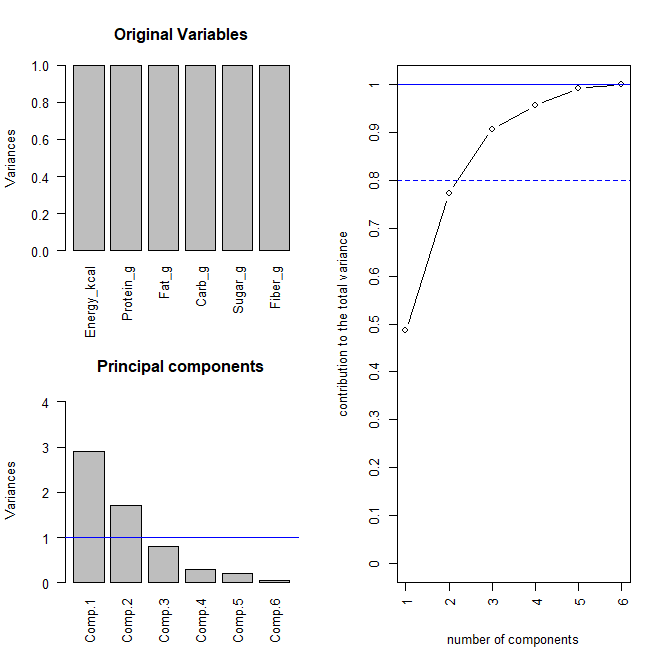 Original Variables
Variances
1.0
0.8
0.6
0.4
0.2
0.0
Energy_kcal
Protein_g
Fat_g
Carb_g
Sugar_g
Fiber_g
Principal components
Variances
4
3
2
1
0
Comp.1
Comp.2
Comp.3
Comp.4
Comp.5
Comp.6
contribution to the total variance
1
0.9
0.8
0.7
0.6
0.5
0.4
0.3
0.2
0.1
0
1
2
3
4
5
6
number of components